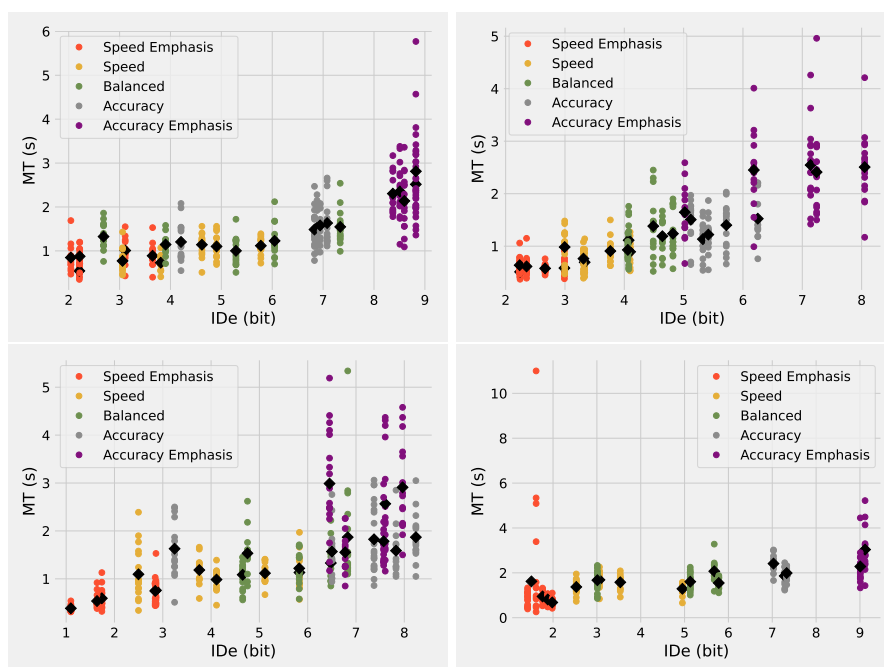 6
5
4
3
2
1
MT (s)
Speed Emphasis
Speed
Balanced
Accuracy
Accuracy Emphasis
2 3 4 5 6 7 8 9
IDe (bit)
5
4
3
2
1
MT (s)
Speed Emphasis
Speed
Balanced
Accuracy
Accuracy Emphasis
2 3 4 5 6 7 8
IDe (bit)
5
4
3
2
1
MT (s)
Speed Emphasis
Speed
Balanced
Accuracy
Accuracy Emphasis
1 2 3 4 5 6 7 8
IDe (bit)
10
8
6
4
2
0
MT (s)
Speed Emphasis
Speed
Balanced
Accuracy
Accuracy Emphasis
2 3 4 5 6 7 8 9
IDe (bit)